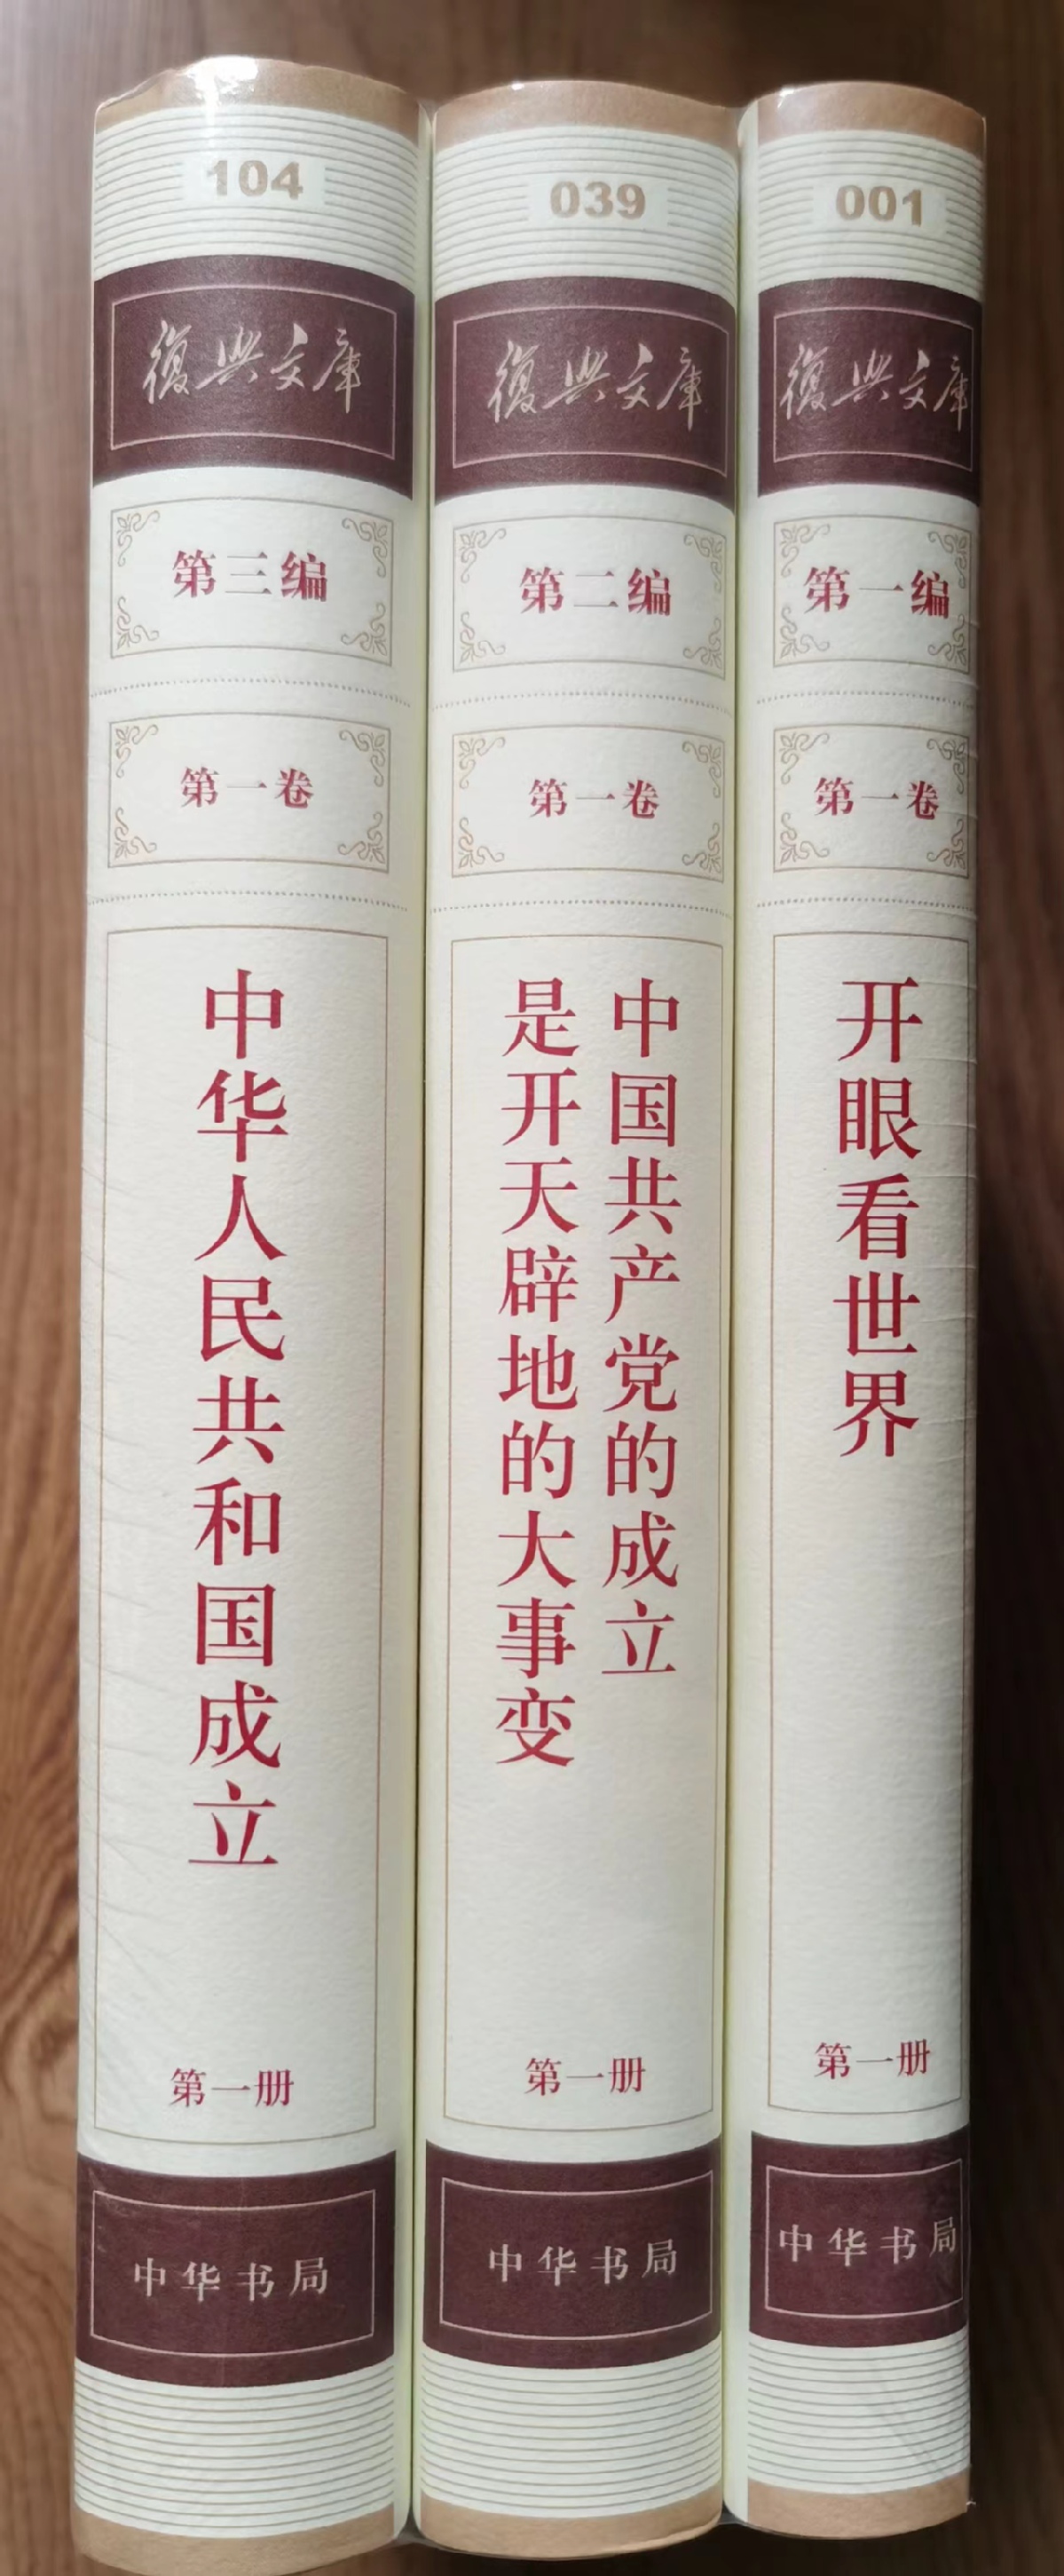 104
復興文庫
第三编
第一卷
中华人民共和国成立
第一册
中华书局
039
復興文庫
第二编
第一卷
中国共产党的成立
是开天辟地的大事变
第一册
中华书局
001
復興文庫
第一编
第一卷
开眼看世界
第一册
中华书局